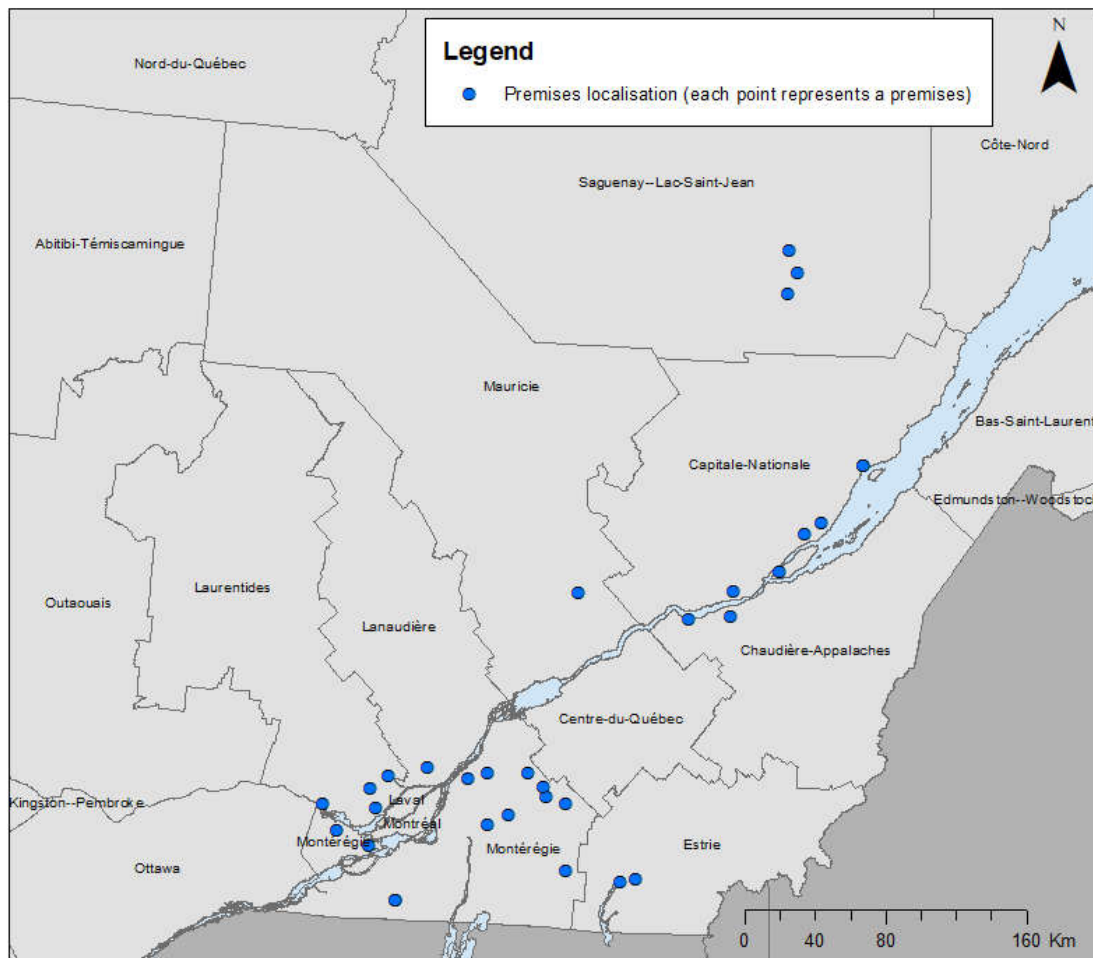 Legend
N
Nord-du-Québec
Premises localisation (each point represents a premises)
Côte-Nord
Saguenay--Lac-Saint-Jean
Abitibi-Témiscamingue
Mauricie
Bas-Saint-Laurent
Capitale-Nationale
Edmundston--Woodstock
Laurentides
Outaouais
Lanaudière
Chaudière-Appalaches
Centre-du-Québec
Kingston--Pembroke
Laval
Montréal
Montérégie
Montérégie
Estrie
Ottawa
0 40 80 160 Km